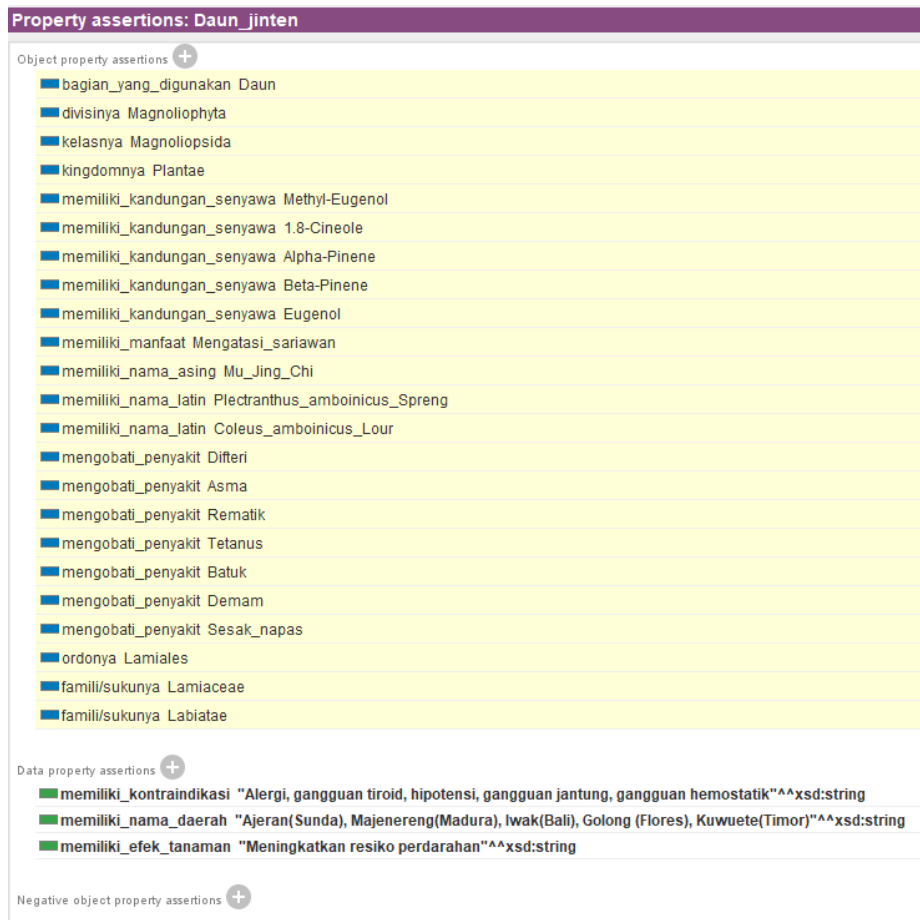 Property assertions: Daun_jinten
Object property assertions
bagian_yang_digunakan Daun
divisinya Magnoliophyta
kelasnya Magnoliopsida
kingdomnya Plantae
memiliki_kandungan_senyawa Methyl-Eugenol
memiliki_kandungan_senyawa 1.8-Cineole
memiliki_kandungan_senyawa Alpha-Pinene
memiliki_kandungan_senyawa Beta-Pinene
memiliki_kandungan_senyawa Eugenol
memiliki_manfaat Mengatasi_sariawan
memiliki_nama_asing Mu_Jing_Chi
memiliki_nama_latin Plectranthus_amboinicus_Spreng
memiliki_nama_latin Coleus_amboinicus_Lour
mengobati_penyakit Difteri
mengobati_penyakit Asma
mengobati_penyakit Rematik
mengobati_penyakit Tetanus
mengobati_penyakit Batuk
mengobati_penyakit Demam
mengobati_penyakit Sesak_napas
ordonya Lamiales
famili/sukunya Lamiaceae
famili/sukunya Labiatae
Data property assertions
memiliki_kontraindikasi "Alergi, gangguan tiroid, hipotensi, gangguan jantung, gangguan hemostatik"^^xsd:string
memiliki_nama_daerah "Ajeran(Sunda), Majenereng(Madura), Iwak(Bali), Golong (Flores), Kuwuete(Timor)"^^xsd:string
memiliki_efek_tanaman "Meningkatkan resiko perdarahan"^^xsd:string
Negative object property assertions